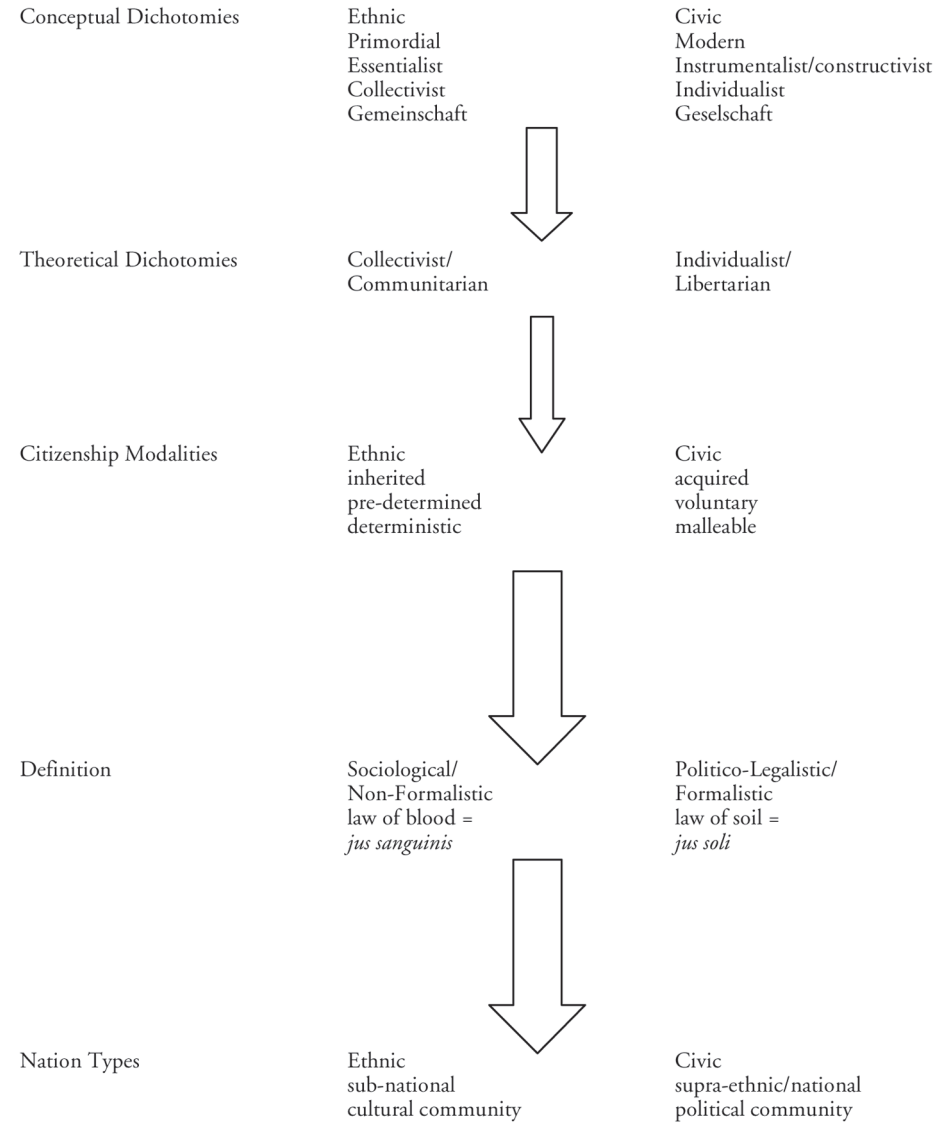 Conceptual Dichotomies Ethnic Civic
Primordial Modern
Essentialist Instrumentalist/constructivist
Collectivist Individualist
Gemeinschaft Geselschaft
Theoretical Dichotomies Collectivist/ Individualist/
Communitarian Libertarian
Citizenship Modalities Ethnic Civic
inherited acquired
pre-determined voluntary
deterministic malleable
Definition Sociological/ Politico-Legalistic/
Non-Formalistic Formalistic
law of blood = law of soil =
jus sanguinis jus soli
Nation Types Ethnic Civic
sub-national supra-ethnic/national
cultural community political community